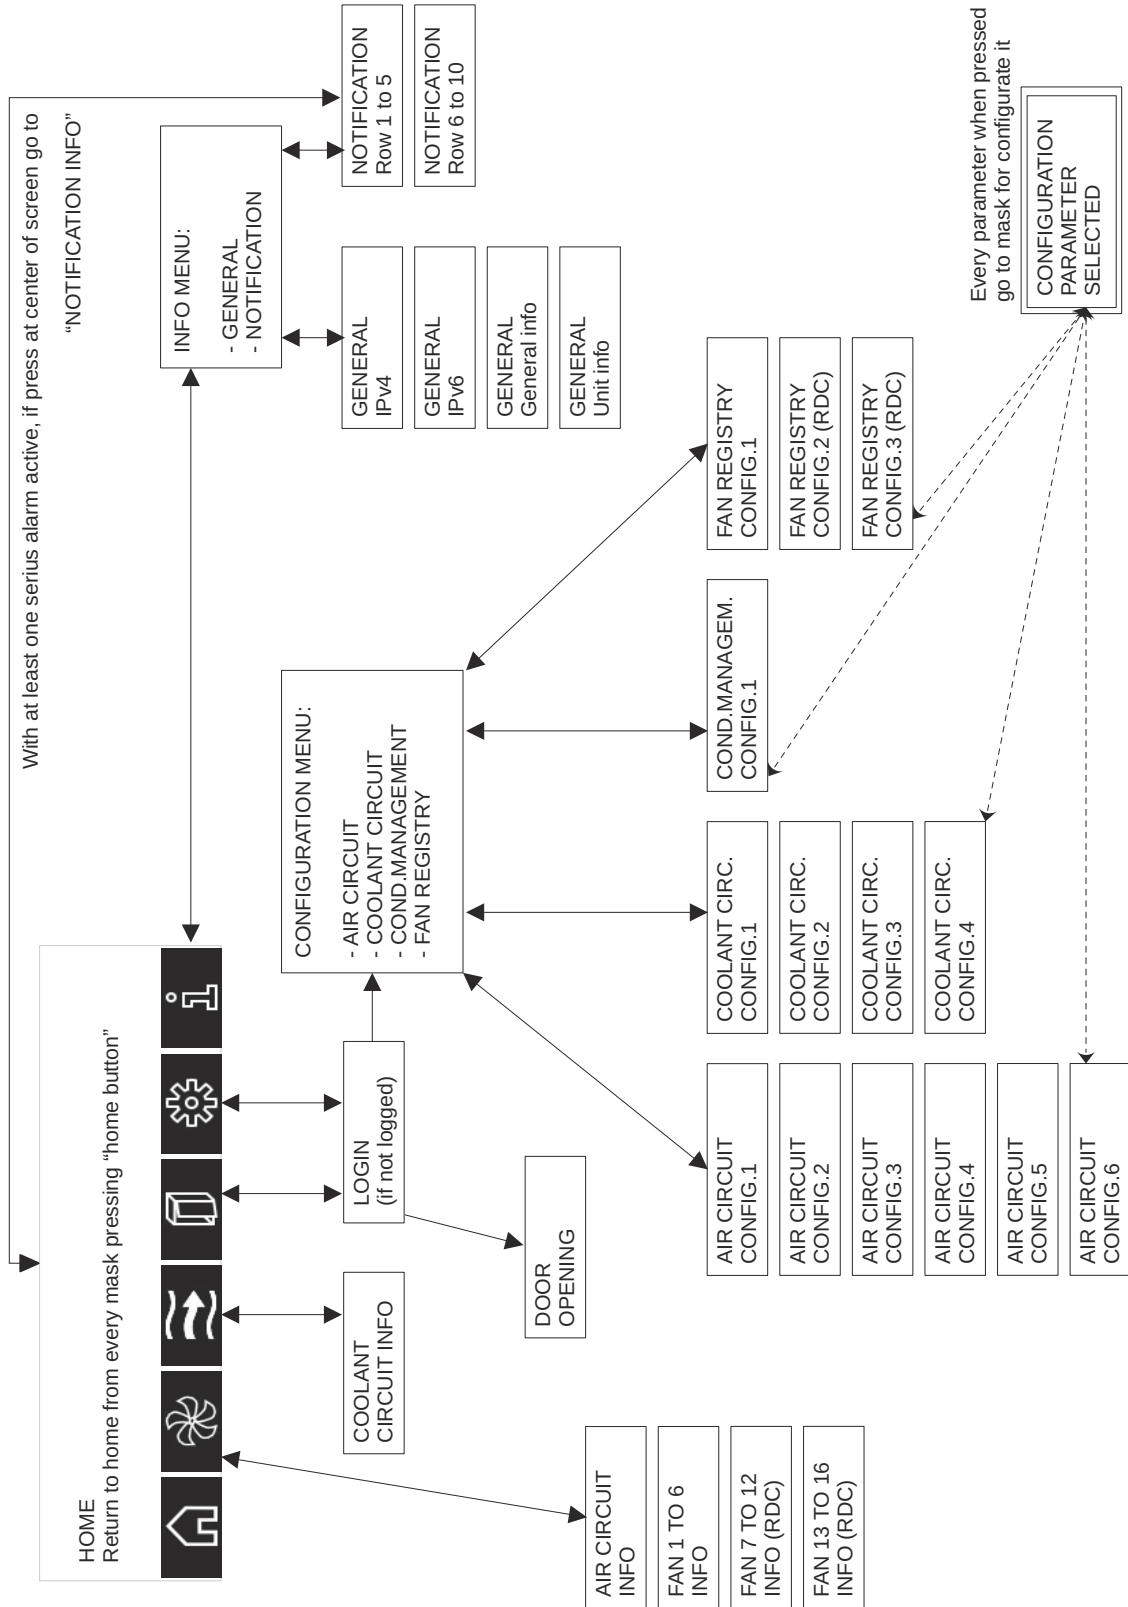 With at least one serius alarm active, if press at center of screen go to
“NOTIFICATION INFO”
HOME
Return to home from every mask pressing “home button”
INFO MENU:
- GENERAL
- NOTIFICATION
AIR CIRCUIT
INFO
FAN 1 TO 6
INFO
FAN 7 TO 12
INFO (RDC)
FAN 13 TO 16
INFO (RDC)
COOLANT
CIRCUIT INFO
LOGIN
(if not logged)
DOOR
OPENING
CONFIGURATION MENU:
- AIR CIRCUIT
- COOLANT CIRCUIT
- COND.MANAGEMENT
- FAN REGISTRY
GENERAL
IPv4
GENERAL
IPv6
GENERAL
General info
GENERAL
Unit info
NOTIFICATION
Row 1 to 5
NOTIFICATION
Row 6 to 10
AIR CIRCUIT
CONFIG.1
AIR CIRCUIT
CONFIG.2
AIR CIRCUIT
CONFIG.3
AIR CIRCUIT
CONFIG.4
AIR CIRCUIT
CONFIG.5
AIR CIRCUIT
CONFIG.6
COOLANT CIRC.
CONFIG.1
COOLANT CIRC.
CONFIG.2
COOLANT CIRC.
CONFIG.3
COOLANT CIRC.
CONFIG.4
COND.MANAGEM.
CONFIG.1
FAN REGISTRY
CONFIG.1
FAN REGISTRY
CONFIG.2 (RDC)
FAN REGISTRY
CONFIG.3 (RDC)
Every parameter when pressed
go to mask for configurate it
CONFIGURATION
PARAMETER
SELECTED